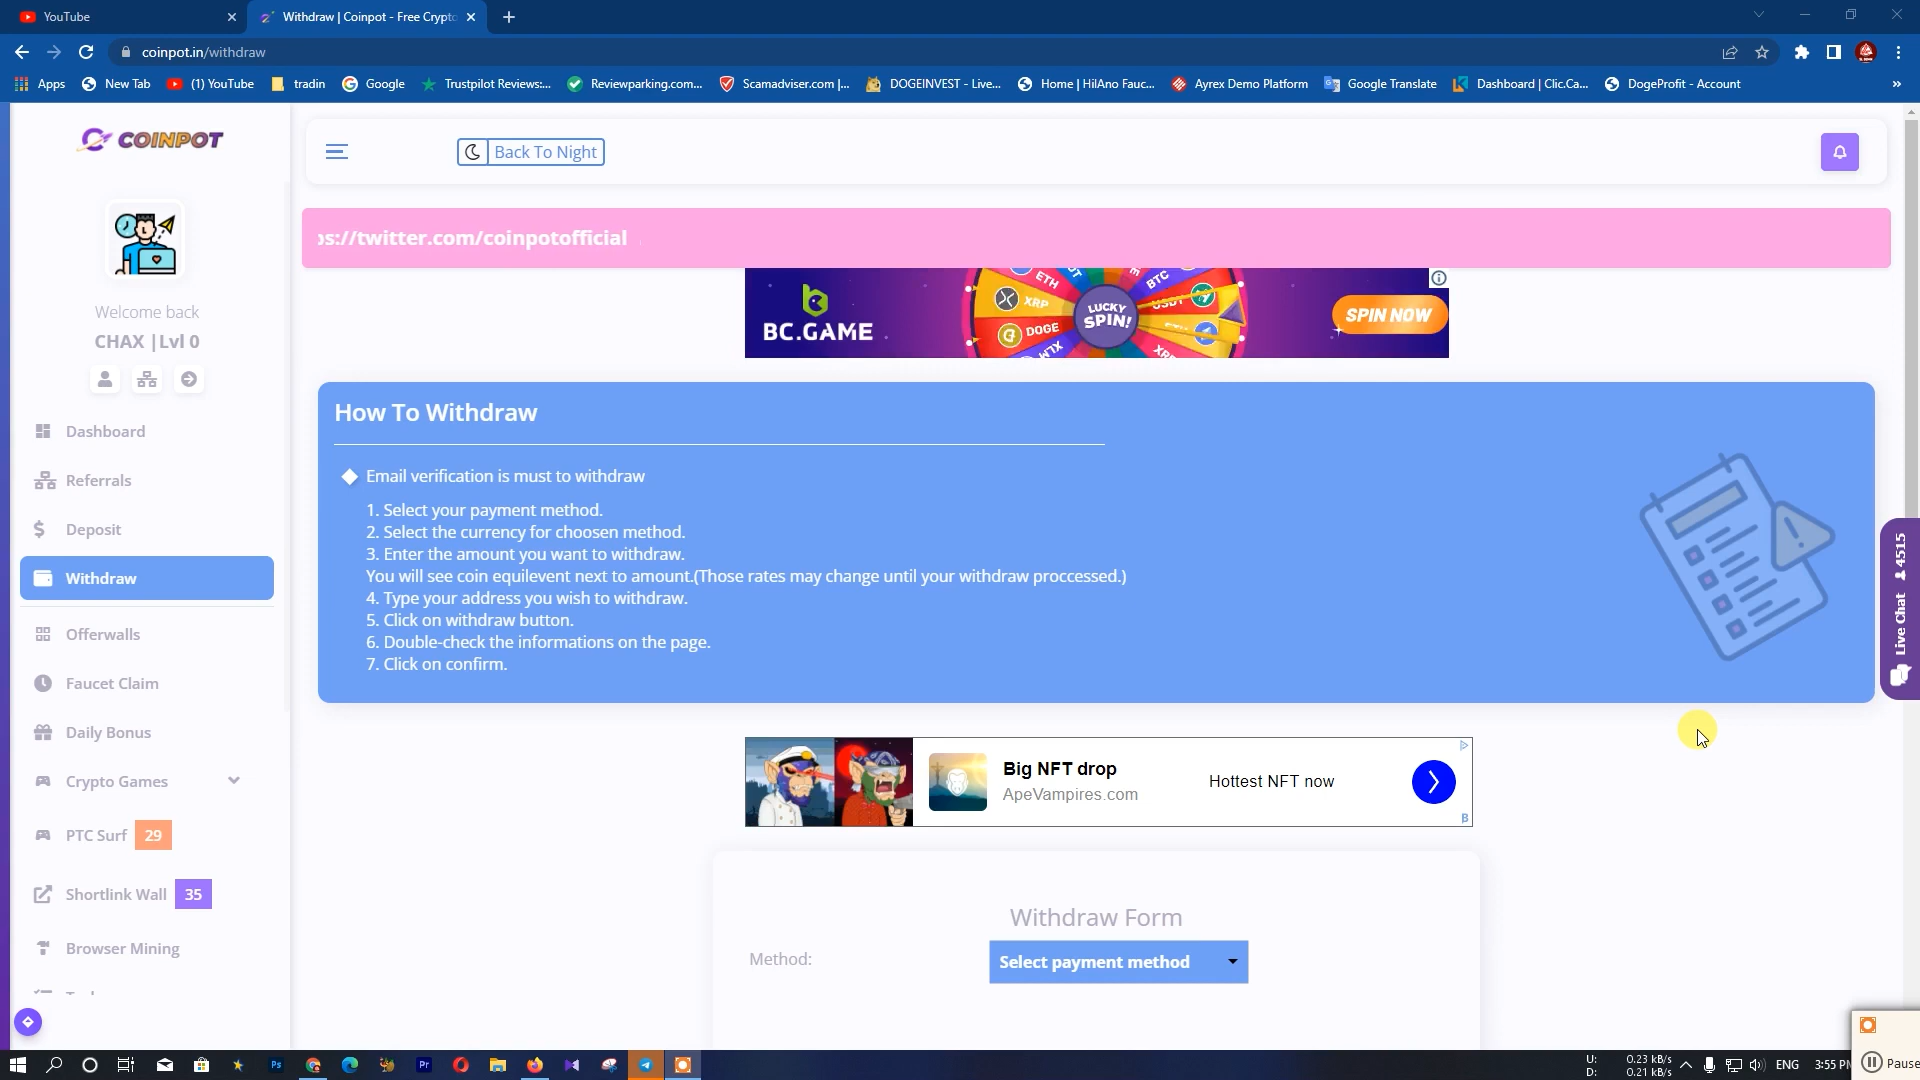 YouTube
Withdraw | Coinpot - Free Crypto
coinpot.in/withdraw
Apps
New Tab
(1) YouTube
tradin
Google
Trustpilot Reviews:...
Reviewparking.com...
Scamadviser.com |...
DOGEINVEST - Live...
Home | HilAno Fauc...
Ayrex Demo Platform
Google Translate
Dashboard | Clic.Ca...
DogeProfit - Account
»
COINPOT
Back To Night
ps://twitter.com/coinpotofficial
BC.GAME
ETH
XRP
DOGE
XLM
BTC
LUCKY
SPIN!
SPIN NOW
Welcome back
CHAX |Lvl 0
Dashboard
Referrals
Deposit
Withdraw
Offerwalls
Faucet Claim
Daily Bonus
Crypto Games
PTC Surf 29
Shortlink Wall 35
Browser Mining
How To Withdraw
Email verification is must to withdraw
1. Select your payment method.
2. Select the currency for choosen method.
3. Enter the amount you want to withdraw.
You will see coin equilevent next to amount.(Those rates may change until your withdraw proccessed.)
4. Type your address you wish to withdraw.
5. Click on withdraw button.
6. Double-check the informations on the page.
7. Click on confirm.
Live Chat 4515
Big NFT drop
ApeVampires.com
Hottest NFT now
Withdraw Form
Method:
Select payment method
Ps
Pr
U: 0.23 kB/s
D: 0.21 kB/s
ENG
3:55 PM
Pause